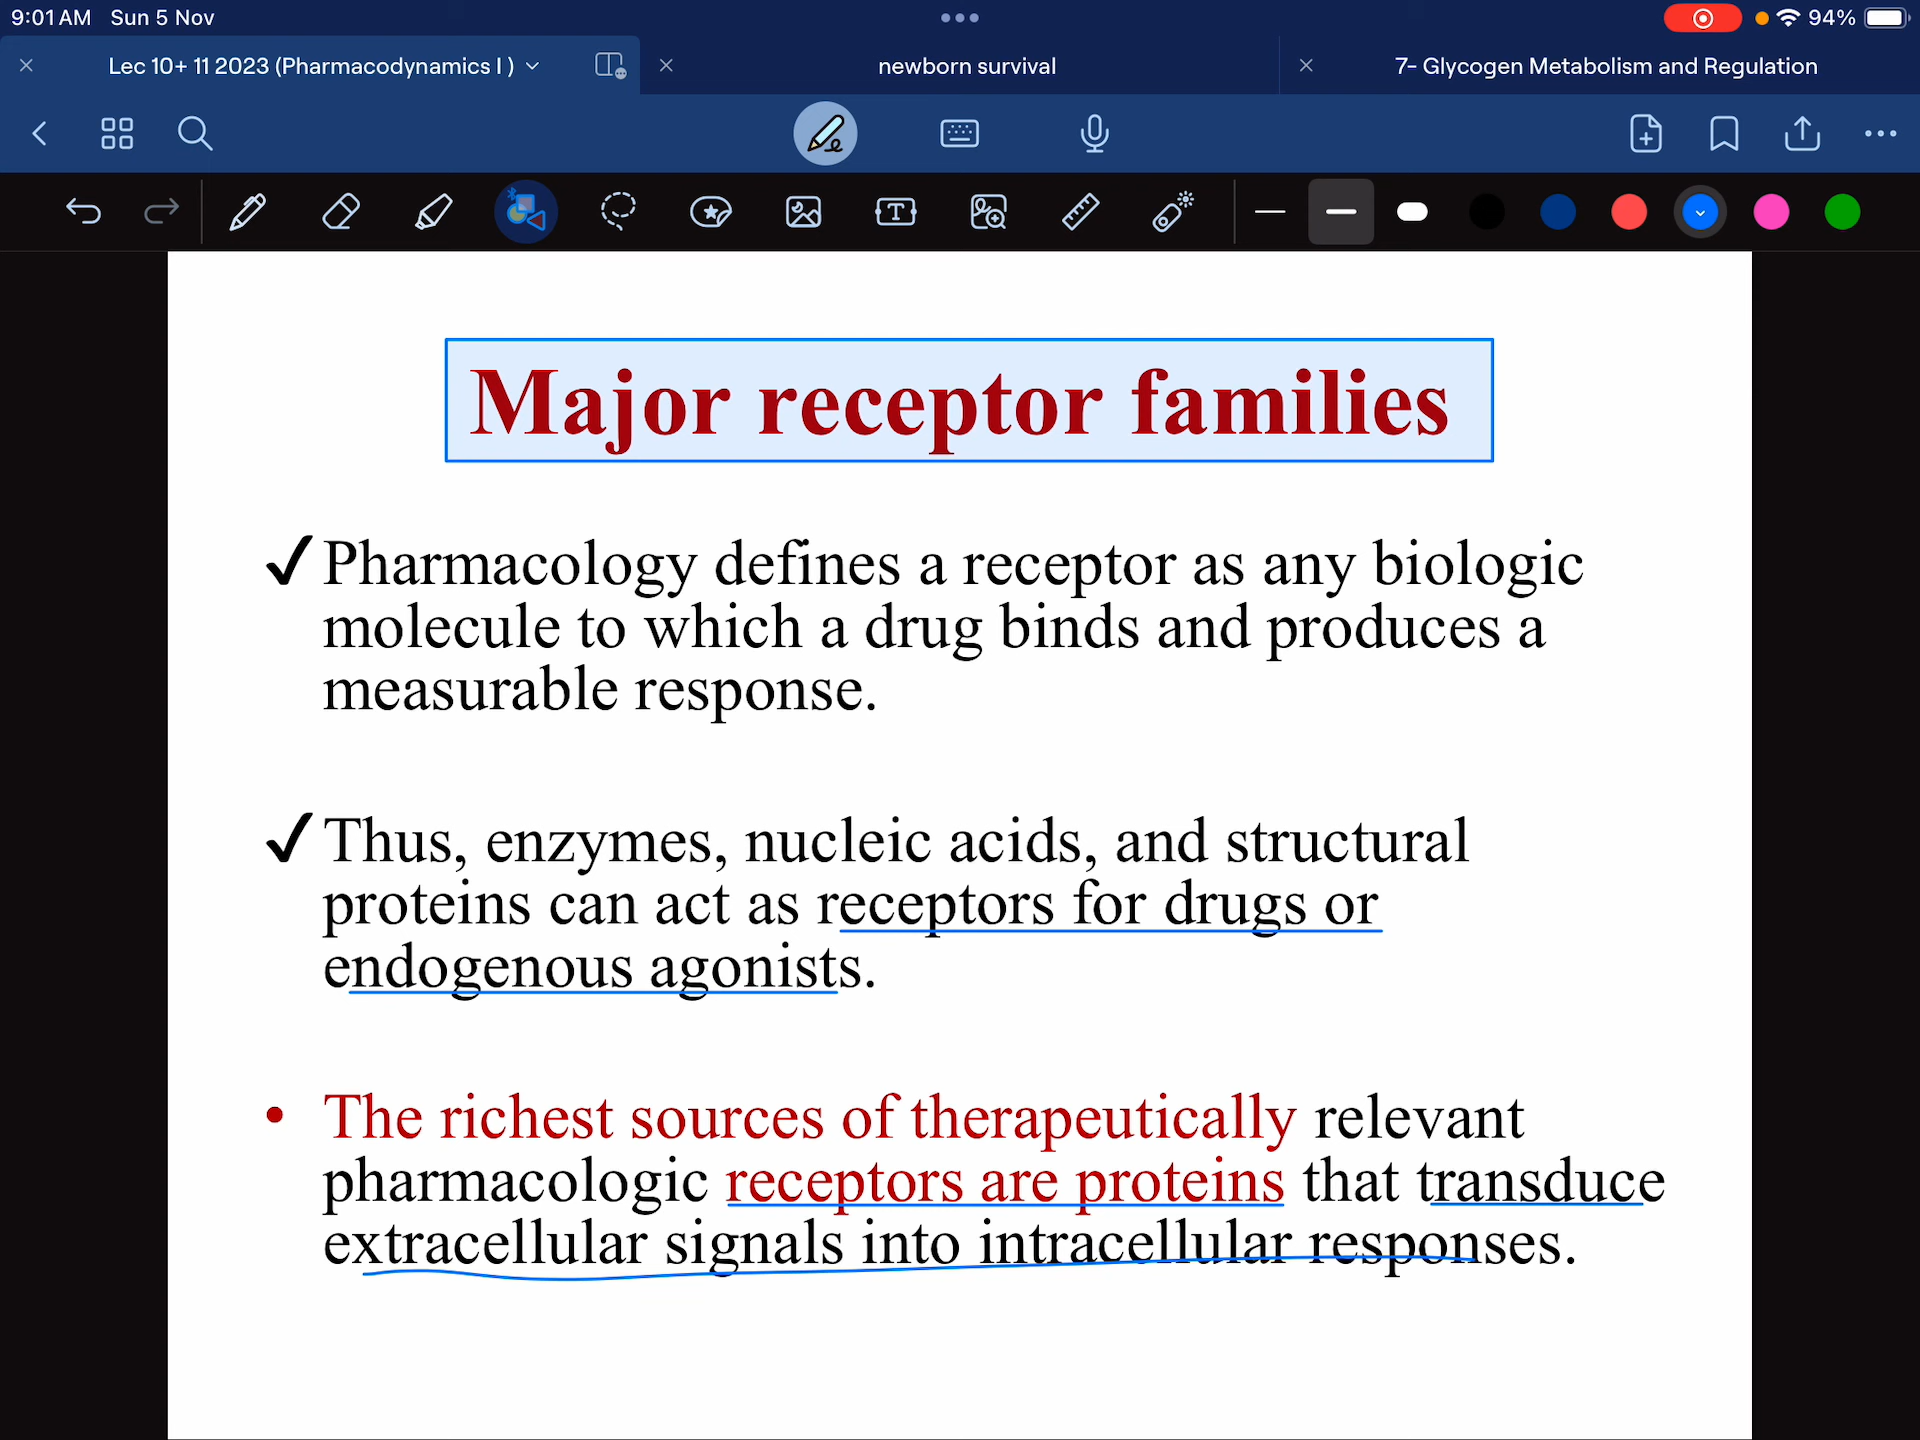 9:01 AM Sun 5 Nov
94%
Lec 10+ 11 2023 (Pharmacodynamics I )
newborn survival
7- Glycogen Metabolism and Regulation
Major receptor families
✓Pharmacology defines a receptor as any biologic
molecule to which a drug binds and produces a
measurable response.
✓Thus, enzymes, nucleic acids, and structural
proteins can act as receptors for drugs or
endogenous agonists.
• The richest sources of therapeutically relevant
pharmacologic receptors are proteins that transduce
extracellular signals into intracellular responses.